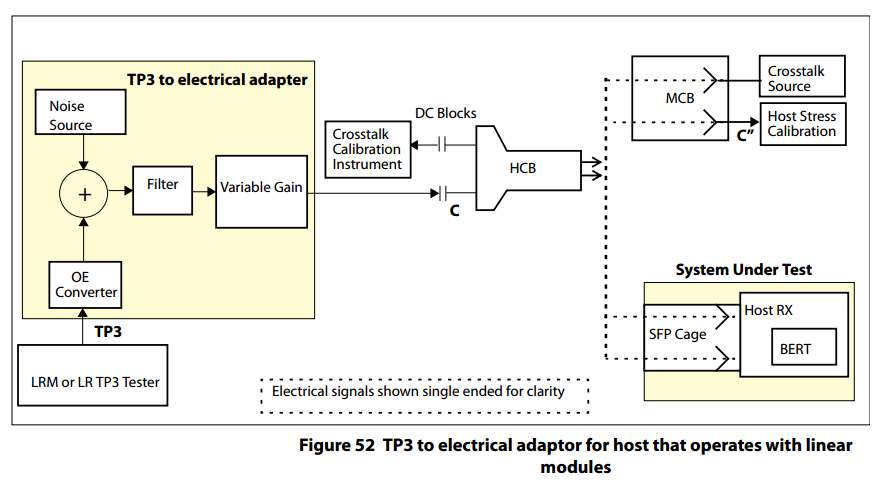 TP3 to electrical adapter
Noise
Source
+
Filter
Variable Gain
OE
Converter
TP3
LRM or LR TP3 Tester
Crosstalk
Calibration
Instrument
DC Blocks
C
HCB
MCB
Crosstalk
Source
Host Stress
Calibration
C”
System Under Test
SFP Cage
Host RX
BERT
Electrical signals shown single ended for clarity
Figure 52 TP3 to electrical adaptor for host that operates with linear
modules